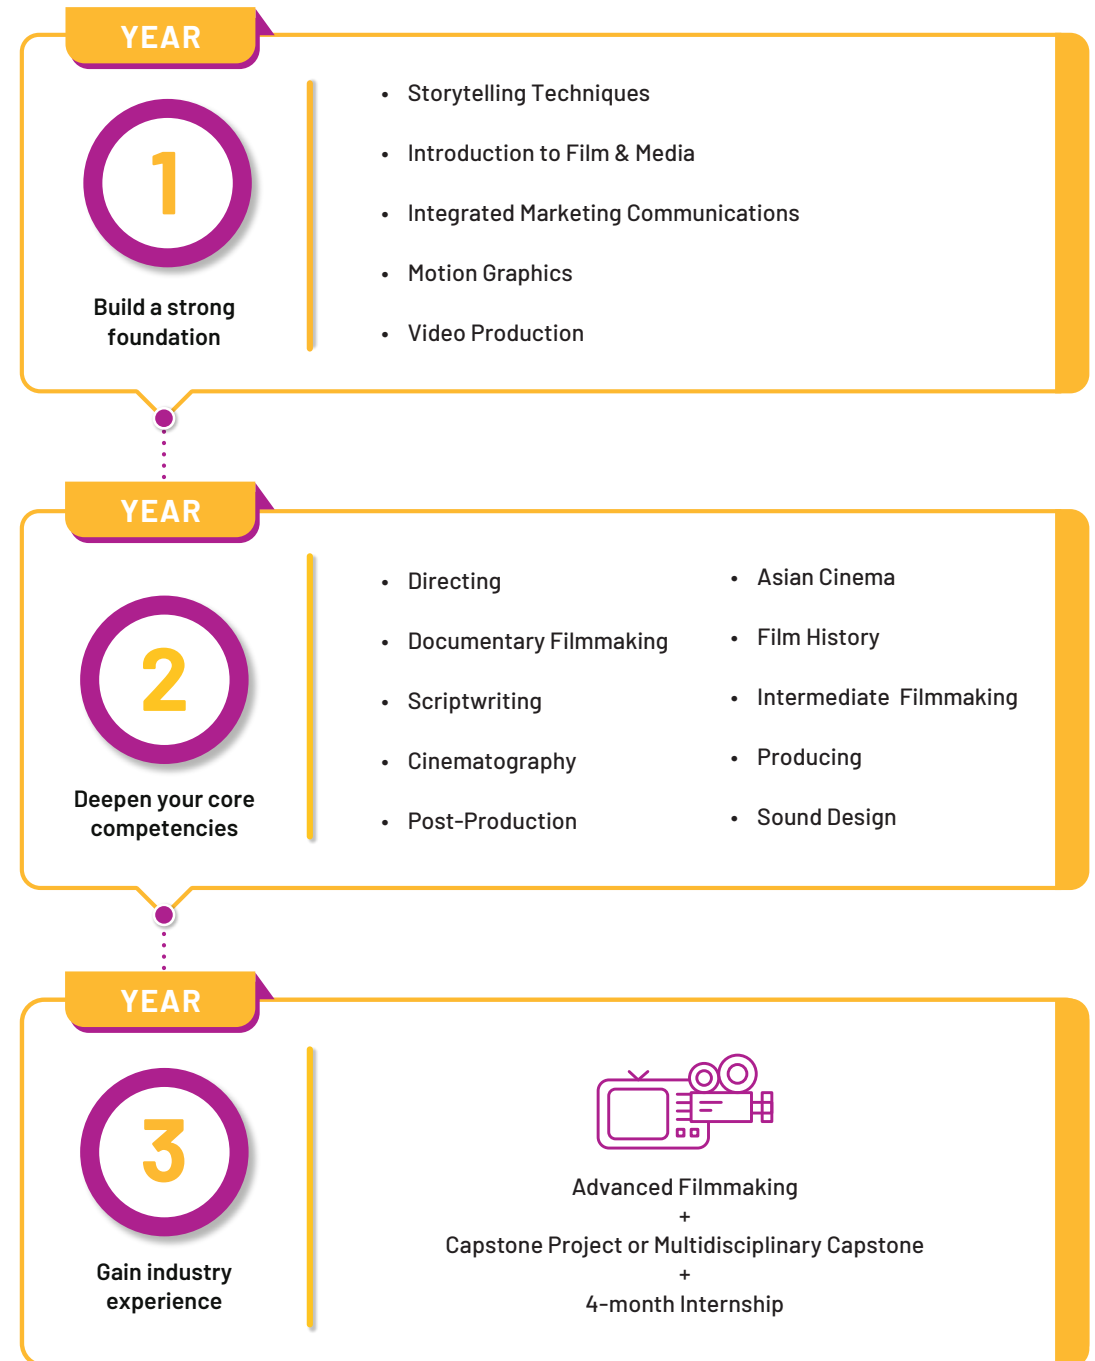 YEAR
1
Build a strong
foundation
• Storytelling Techniques
• Introduction to Film & Media
• Integrated Marketing Communications
• Motion Graphics
• Video Production
YEAR
2
Deepen your core
competencies
• Directing
• Documentary Filmmaking
• Scriptwriting
• Cinematography
• Post-Production
• Asian Cinema
• Film History
• Intermediate Filmmaking
• Producing
• Sound Design
YEAR
3
Gain industry
experience
Advanced Filmmaking
+
Capstone Project or Multidisciplinary Capstone
+
4-month Internship